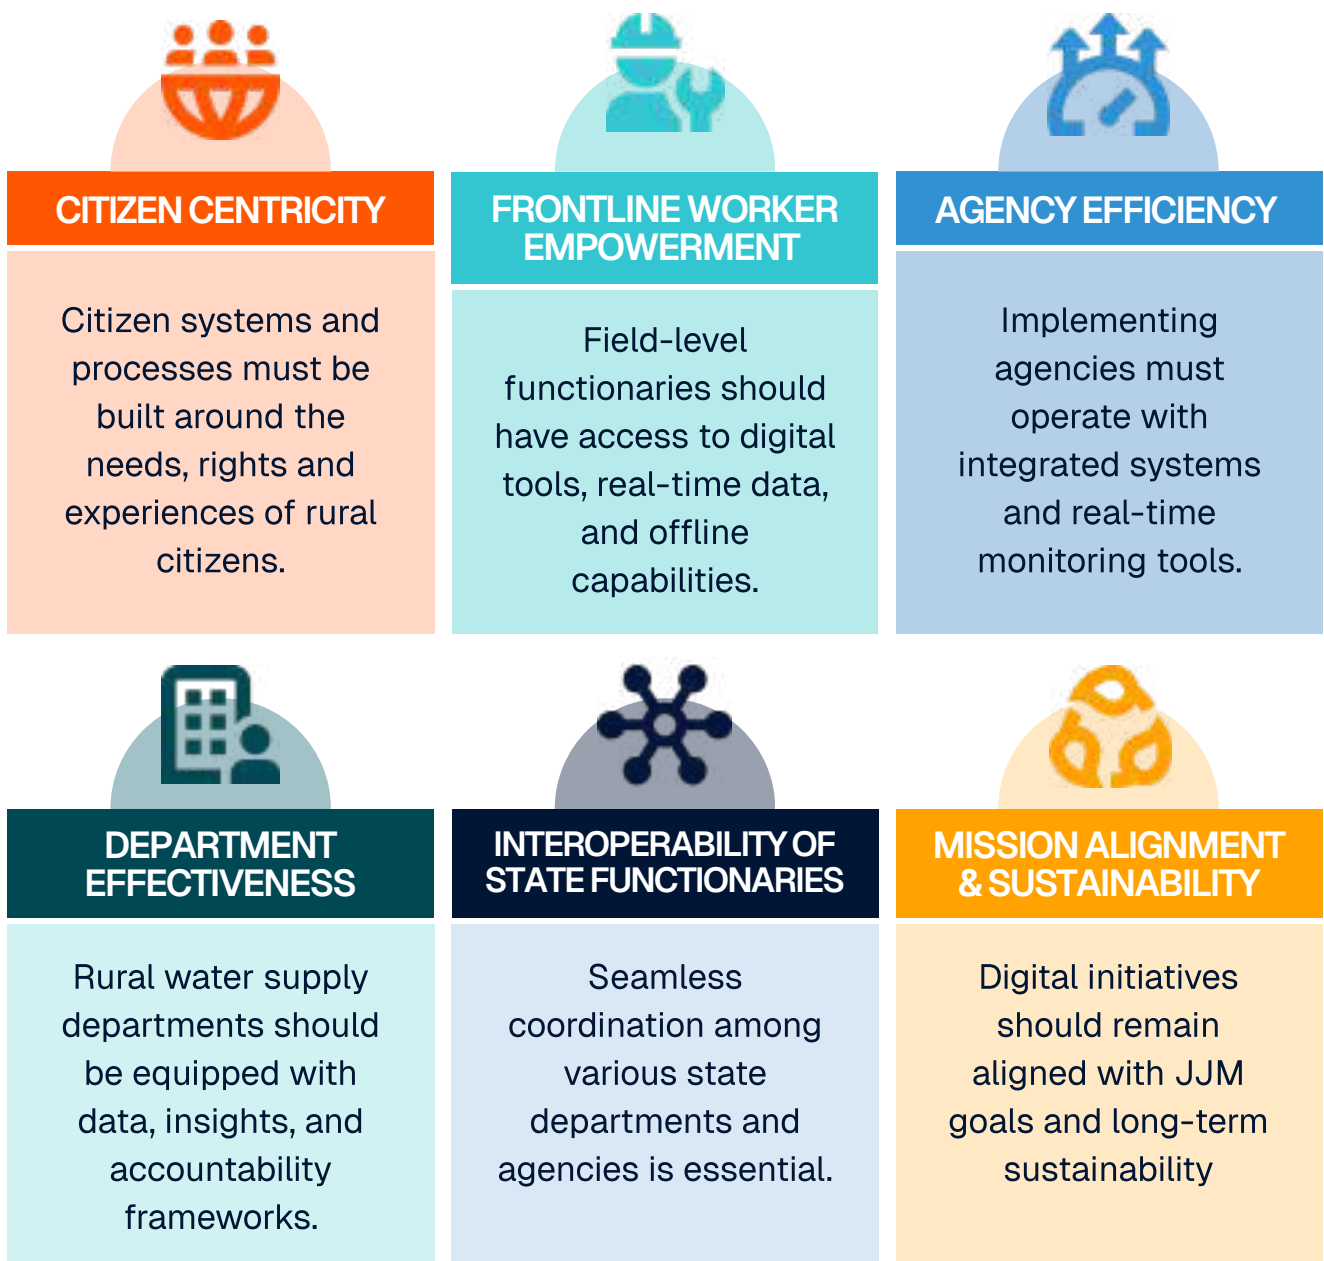 CITIZEN CENTRICITY
Citizen systems and
processes must be
built around the
needs, rights and
experiences of rural
citizens.
FRONTLINE WORKER
EMPOWERMENT
Field-level
functionaries should
have access to digital
tools, real-time data,
and offline
capabilities.
AGENCY EFFICIENCY
Implementing
agencies must
operate with
integrated systems
and real-time
monitoring tools.
DEPARTMENT
EFFECTIVENESS
Rural water supply
departments should
be equipped with
data, insights, and
accountability
frameworks.
INTEROPERABILITY OF
STATE FUNCTIONARIES
Seamless
coordination among
various state
departments and
agencies is essential.
MISSION ALIGNMENT
& SUSTAINABILITY
Digital initiatives
should remain
aligned with JJM
goals and long-term
sustainability